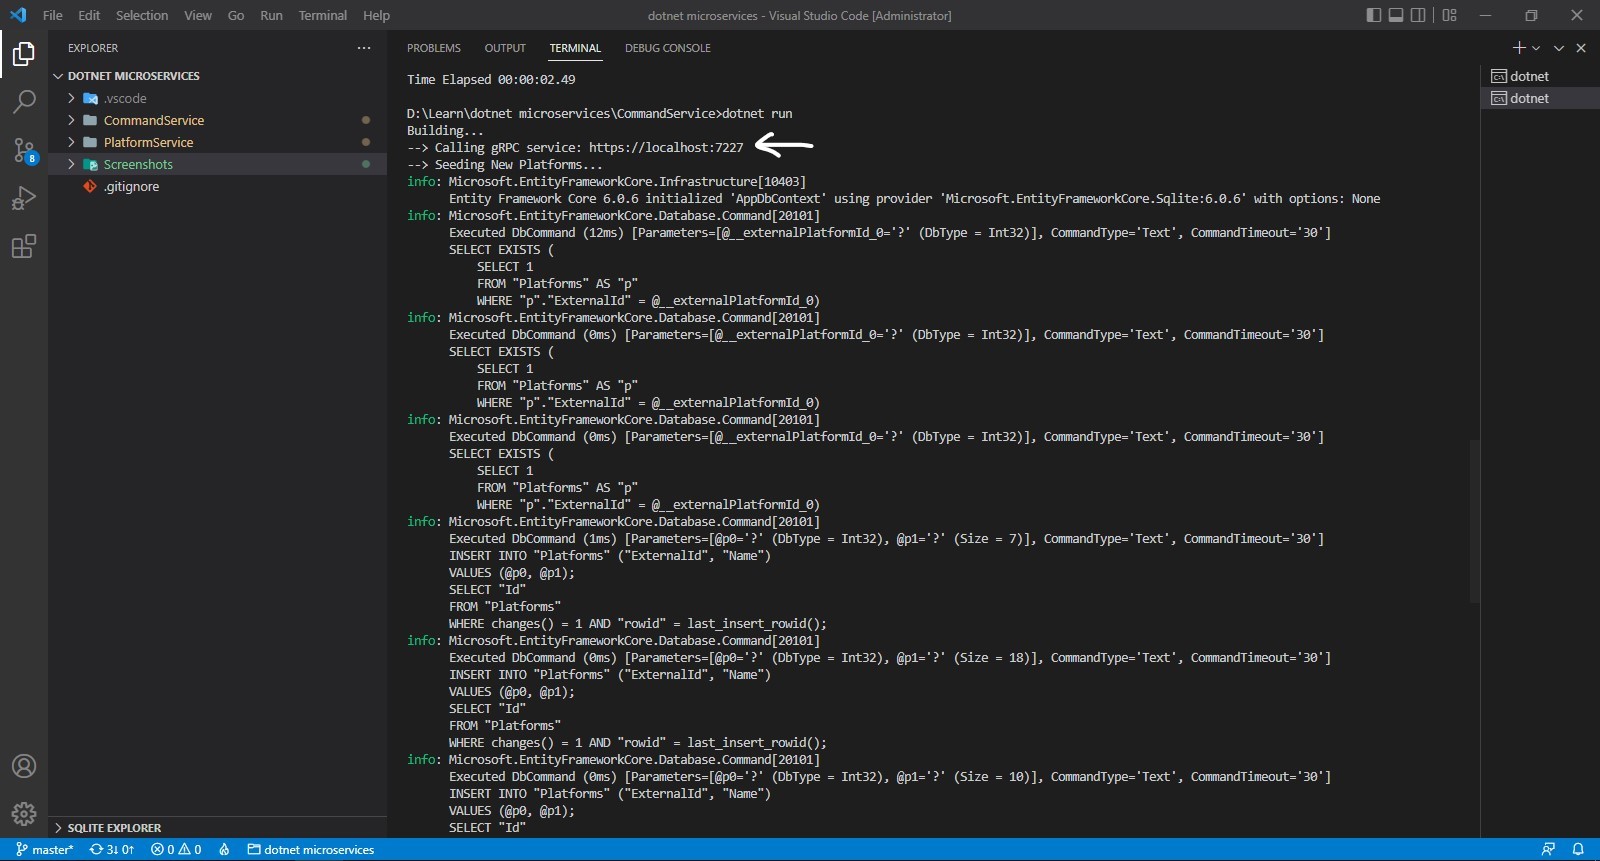 File Edit Selection View Go Run Terminal Help
dotnet microservices - Visual Studio Code [Administrator]
EXPLORER
DOTNET MICROSERVICES
.vscode
CommandService
PlatformService
Screenshots
.gitignore
8
SQLITE EXPLORER
PROBLEMS OUTPUT TERMINAL DEBUG CONSOLE
Time Elapsed 00:00:02.49
D:\Learn\dotnet microservices\CommandService>dotnet run
Building...
--> Calling gRPC service: https://localhost:7227
--> Seeding New Platforms...
info: Microsoft.EntityFrameworkCore.Infrastructure[10403]
Entity Framework Core 6.0.6 initialized 'AppDbContext' using provider 'Microsoft.EntityFrameworkCore.Sqlite:6.0.6' with options: None
info: Microsoft.EntityFrameworkCore.Database.Command[20101]
Executed DbCommand (12ms) [Parameters=[@__externalPlatformId_0='?' (DbType = Int32)], CommandType='Text', CommandTimeout='30']
SELECT EXISTS (
SELECT 1
FROM "Platforms" AS "p"
WHERE "p"."ExternalId" = @__externalPlatformId_0)
info: Microsoft.EntityFrameworkCore.Database.Command[20101]
Executed DbCommand (0ms) [Parameters=[@__externalPlatformId_0='?' (DbType = Int32)], CommandType='Text', CommandTimeout='30']
SELECT EXISTS (
SELECT 1
FROM "Platforms" AS "p"
WHERE "p"."ExternalId" = @__externalPlatformId_0)
info: Microsoft.EntityFrameworkCore.Database.Command[20101]
Executed DbCommand (0ms) [Parameters=[@__externalPlatformId_0='?' (DbType = Int32)], CommandType='Text', CommandTimeout='30']
SELECT EXISTS (
SELECT 1
FROM "Platforms" AS "p"
WHERE "p"."ExternalId" = @__externalPlatformId_0)
info: Microsoft.EntityFrameworkCore.Database.Command[20101]
Executed DbCommand (1ms) [Parameters=[@p0='?' (DbType = Int32), @p1='?' (Size = 7)], CommandType='Text', CommandTimeout='30']
INSERT INTO "Platforms" ("ExternalId", "Name")
VALUES (@p0, @p1);
SELECT "Id"
FROM "Platforms"
WHERE changes() = 1 AND "rowid" = last_insert_rowid();
info: Microsoft.EntityFrameworkCore.Database.Command[20101]
Executed DbCommand (0ms) [Parameters=[@p0='?' (DbType = Int32), @p1='?' (Size = 18)], CommandType='Text', CommandTimeout='30']
INSERT INTO "Platforms" ("ExternalId", "Name")
VALUES (@p0, @p1);
SELECT "Id"
FROM "Platforms"
WHERE changes() = 1 AND "rowid" = last_insert_rowid();
info: Microsoft.EntityFrameworkCore.Database.Command[20101]
Executed DbCommand (0ms) [Parameters=[@p0='?' (DbType = Int32), @p1='?' (Size = 10)], CommandType='Text', CommandTimeout='30']
INSERT INTO "Platforms" ("ExternalId", "Name")
VALUES (@p0, @p1);
SELECT "Id"
dotnet
dotnet
master* 3↓ 0↑ 0 0 dotnet microservices